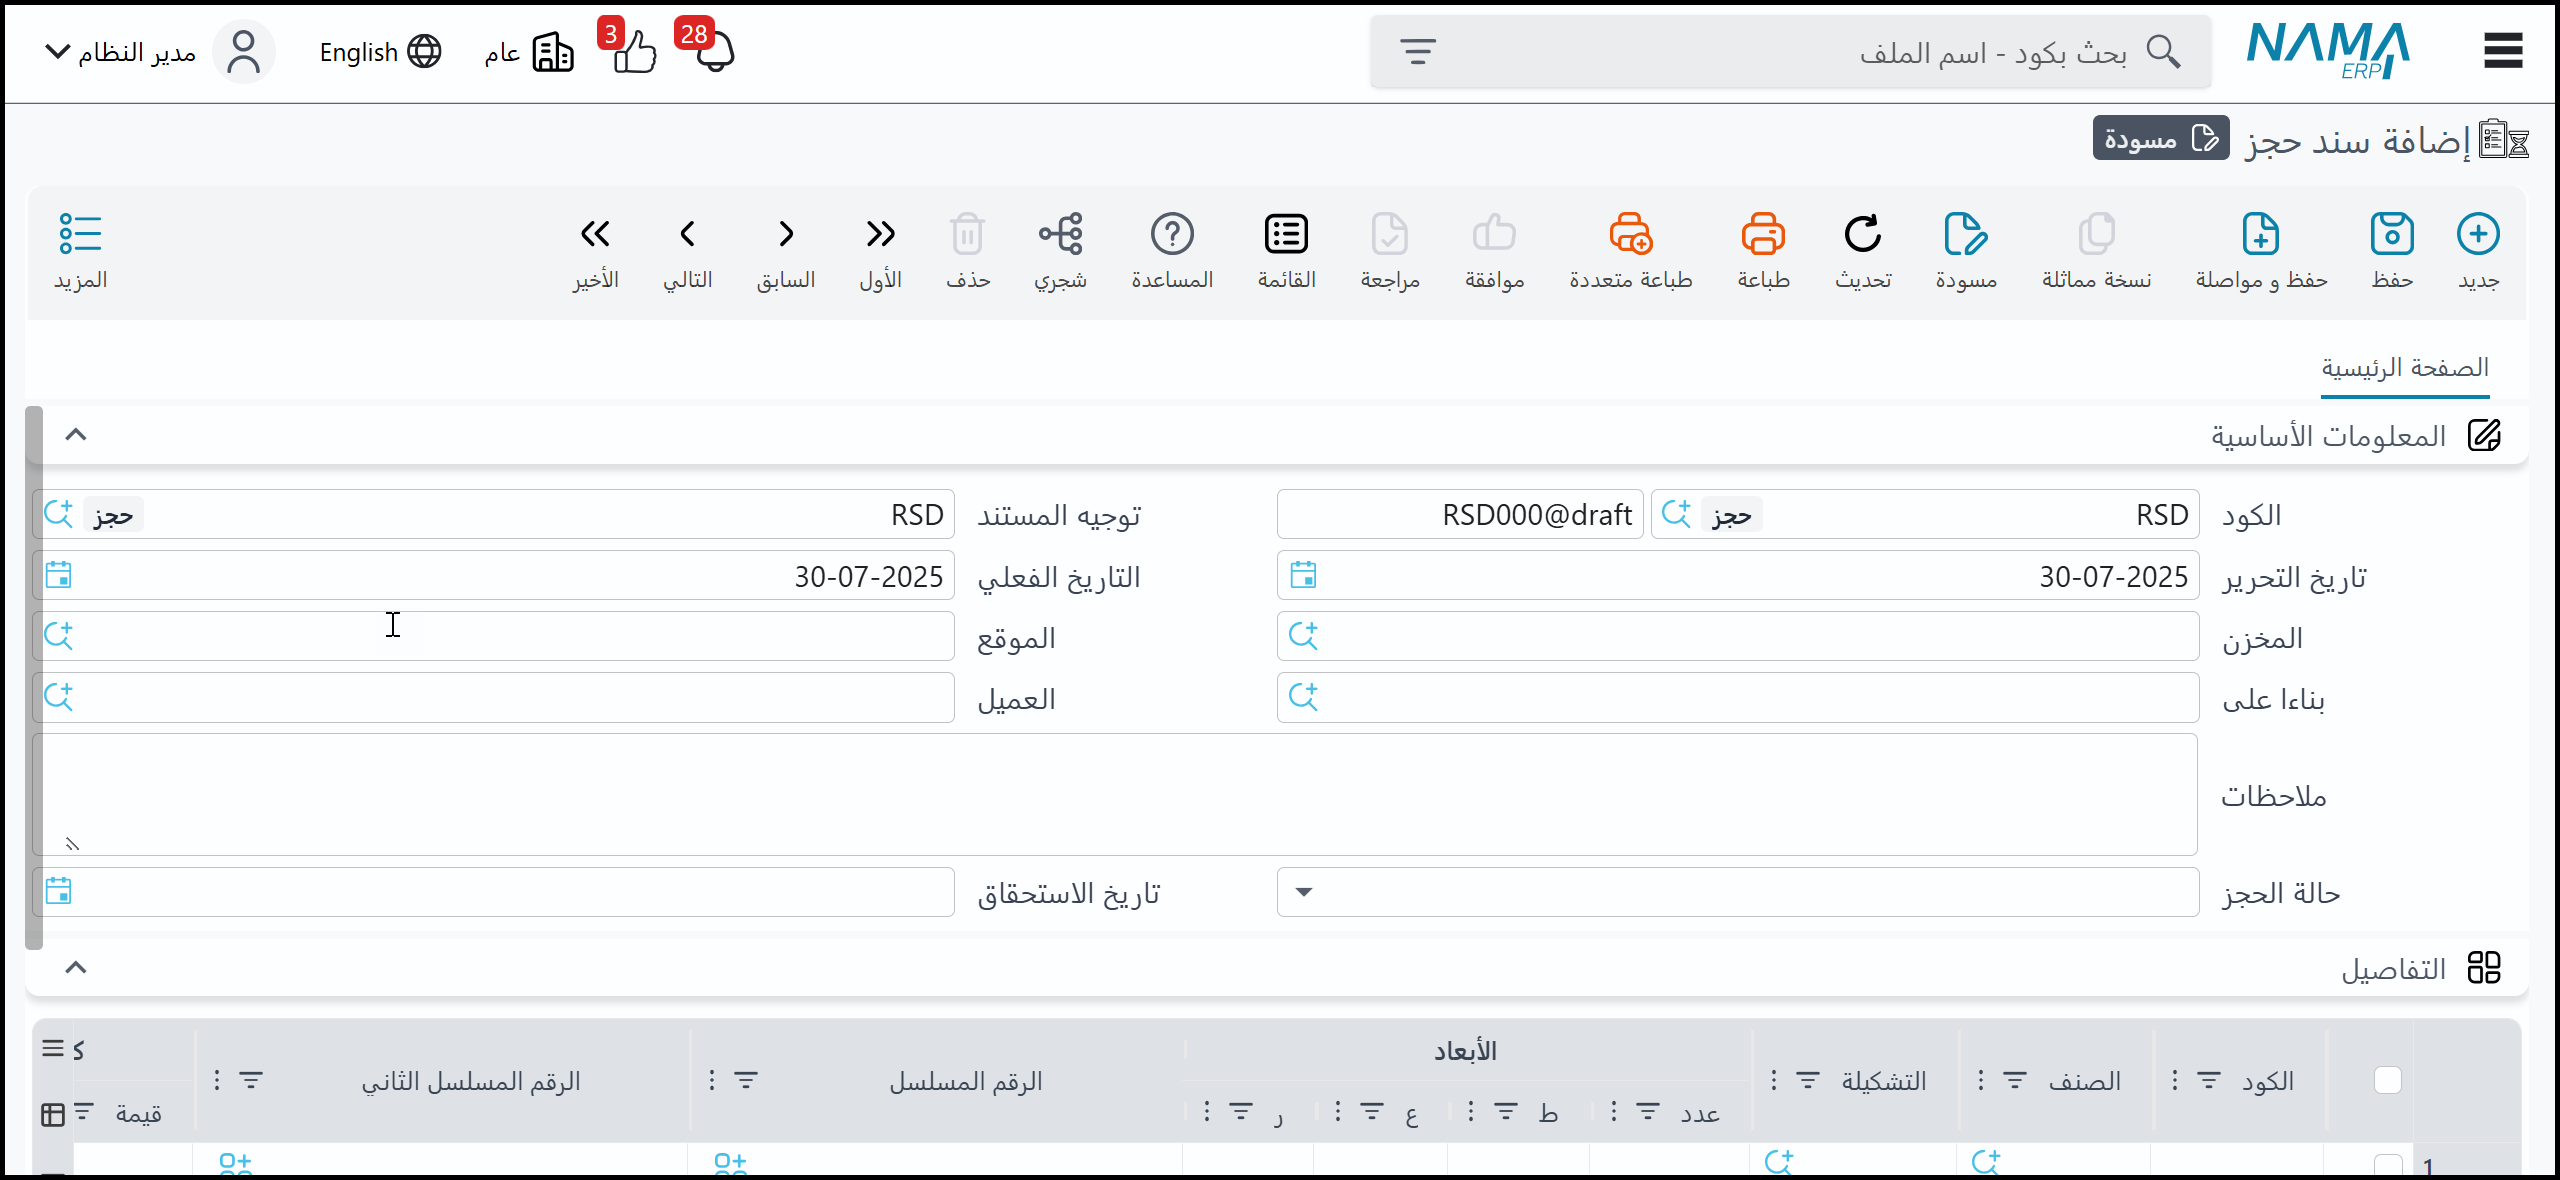 NAMA ERP
بحث بكود - اسم الملف
28
3
عام
English
مدير النظام
إضافة سند حجز
مسودة
جديد
حفظ
حفظ و مواصلة
نسخة مماثلة
مسودة
تحديث
طباعة
طباعة متعددة
موافقة
مراجعة
القائمة
المساعدة
شجري
حذف
الأول
السابق
التالي
الأخير
المزيد
الصفحة الرئيسية
المعلومات الأساسية
الكود RSD حجز RSD000@draft
توجيه المستند RSD حجز
تاريخ التحرير 30-07-2025
التاريخ الفعلي 30-07-2025
المخزن
الموقع
بناءا على
العميل
ملاحظات
حالة الحجز
تاريخ الاستحقاق
التفاصيل
الكود
الصنف
التشكيلة
الأبعاد
عدد
ط
ع
ر
الرقم المسلسل
الرقم المسلسل الثاني
قيمة
1